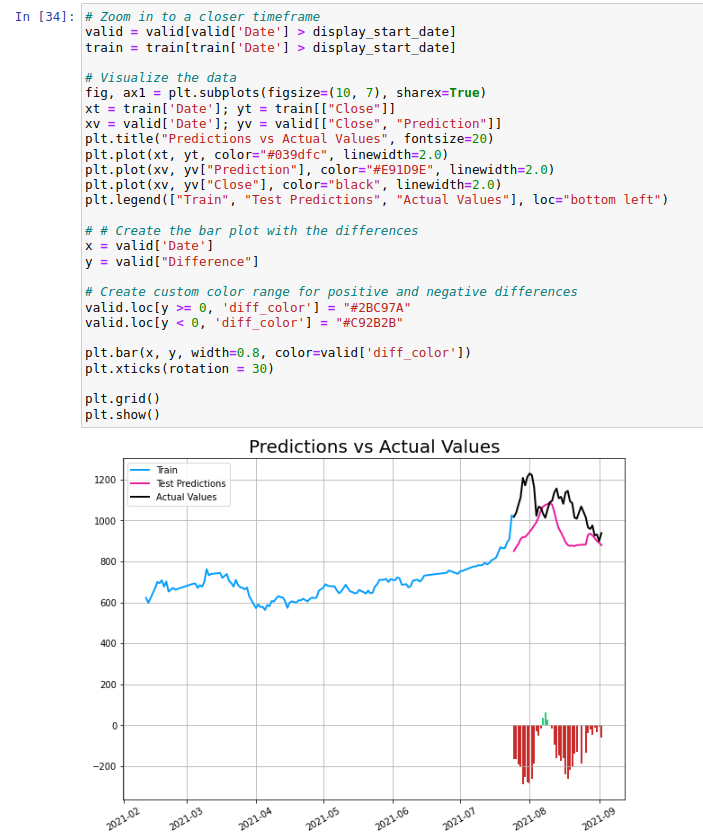 In [34]: # Zoom in to a closer timeframe
valid = valid[valid['Date'] > display_start_date]
train = train[train['Date'] > display_start_date]
# Visualize the data
fig, ax1 = plt.subplots(figsize=(10, 7), sharex=True)
xt = train['Date']; yt = train[["Close"]]
xv = valid['Date']; yv = valid[["Close", "Prediction"]]
plt.title("Predictions vs Actual Values", fontsize=20)
plt.plot(xt, yt, color="#039dfc", linewidth=2.0)
plt.plot(xv, yv["Prediction"], color="#E91D9E", linewidth=2.0)
plt.plot(xv, yv["Close"], color="black", linewidth=2.0)
plt.legend(["Train", "Test Predictions", "Actual Values"], loc="bottom left")
# # Create the bar plot with the differences
x = valid['Date']
y = valid["Difference"]
# Create custom color range for positive and negative differences
valid.loc[y >= 0, 'diff_color'] = "#2BC97A"
valid.loc[y < 0, 'diff_color'] = "#C92B2B"
plt.bar(x, y, width=0.8, color=valid['diff_color'])
plt.xticks(rotation = 30)
plt.grid()
plt.show()
Predictions vs Actual Values
Train
Test Predictions
Actual Values
1200
1000
800
600
400
200
0
−200
2021-02
2021-03
2021-04
2021-05
2021-06
2021-07
2021-08
2021-09